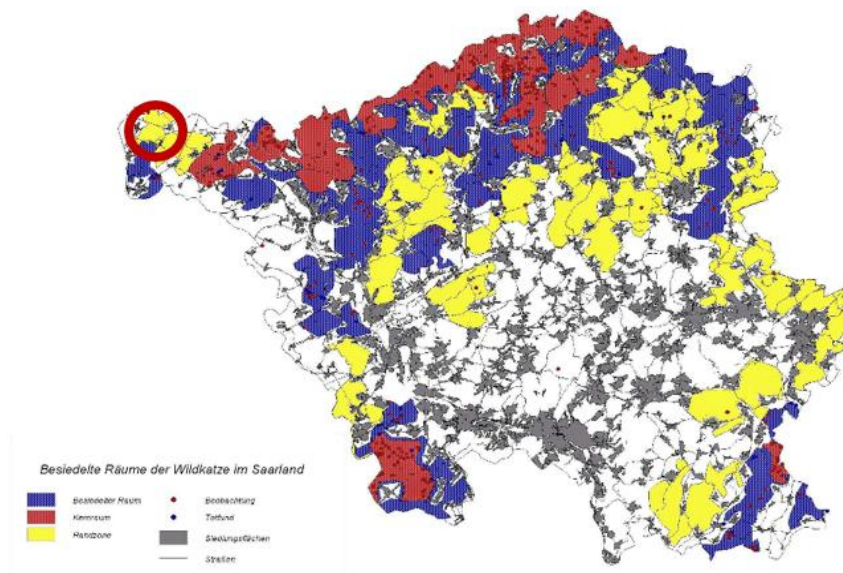 Besiedelte Räume der Wildkatze im Saarland
Besiedelter Raum
Beobachtung
Kernraum
Totfund
Randzone
Siedlungsflächen
Straßen